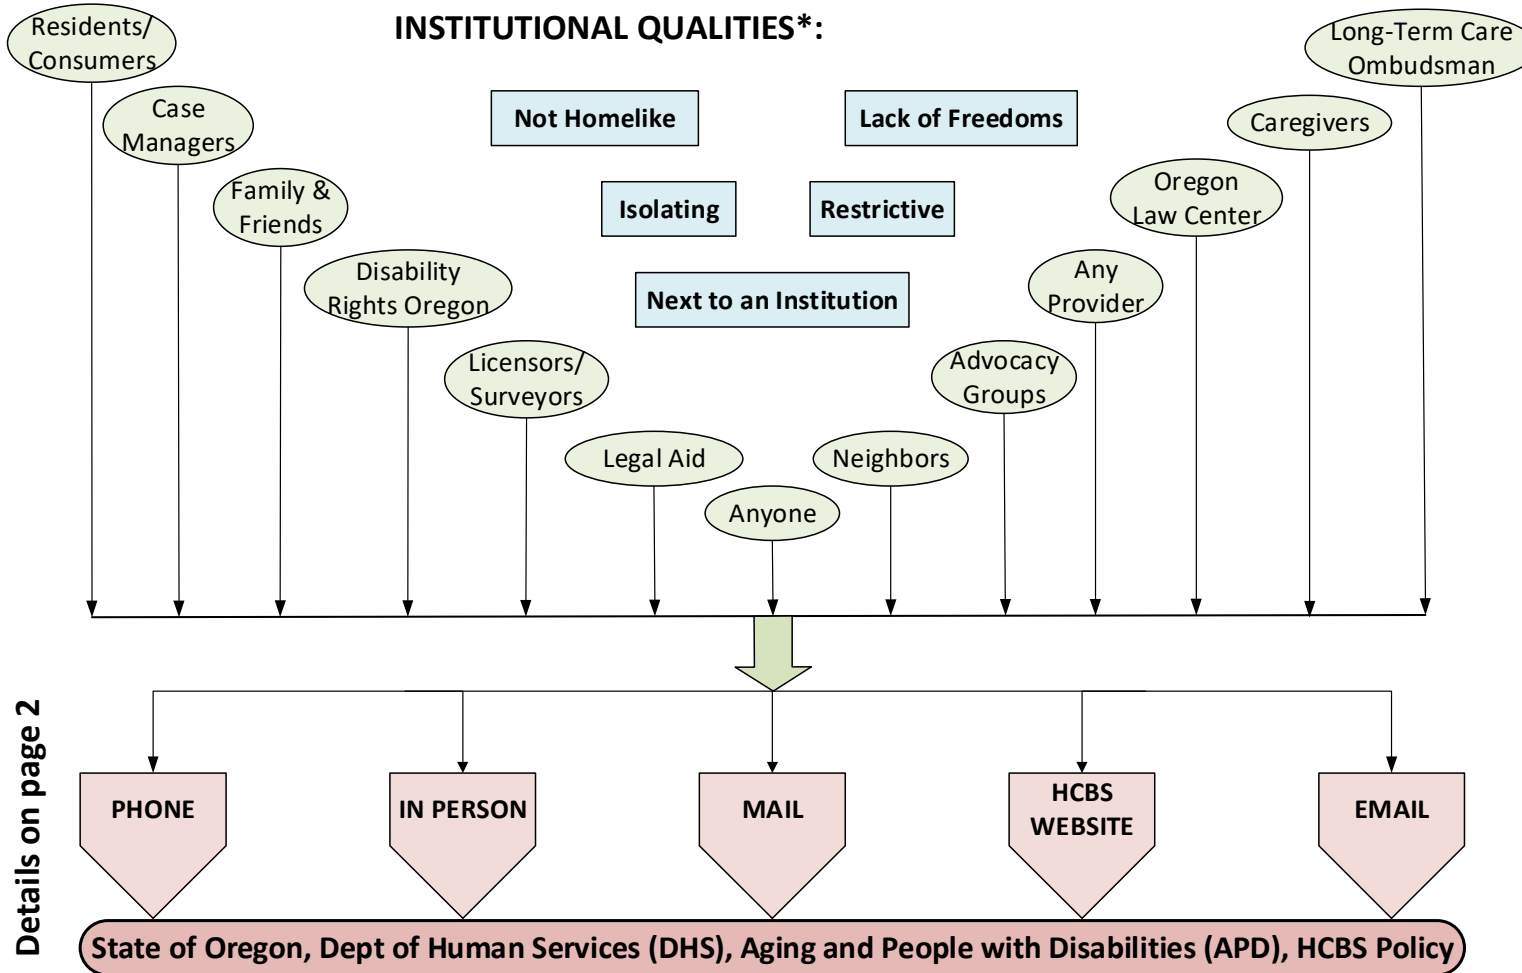 INSTITUTIONAL QUALITIES*:
Residents/
Consumers
Case
Managers
Family &
Friends
Disability
Rights Oregon
Licensors/
Surveyors
Legal Aid
Anyone
Neighbors
Advocacy
Groups
Any
Provider
Oregon
Law Center
Caregivers
Long-Term Care
Ombudsman
Not Homelike
Lack of Freedoms
Isolating
Restrictive
Next to an Institution
Details on page 2
PHONE
IN PERSON
MAIL
HCBS
WEBSITE
EMAIL
State of Oregon, Dept of Human Services (DHS), Aging and People with Disabilities (APD), HCBS Policy